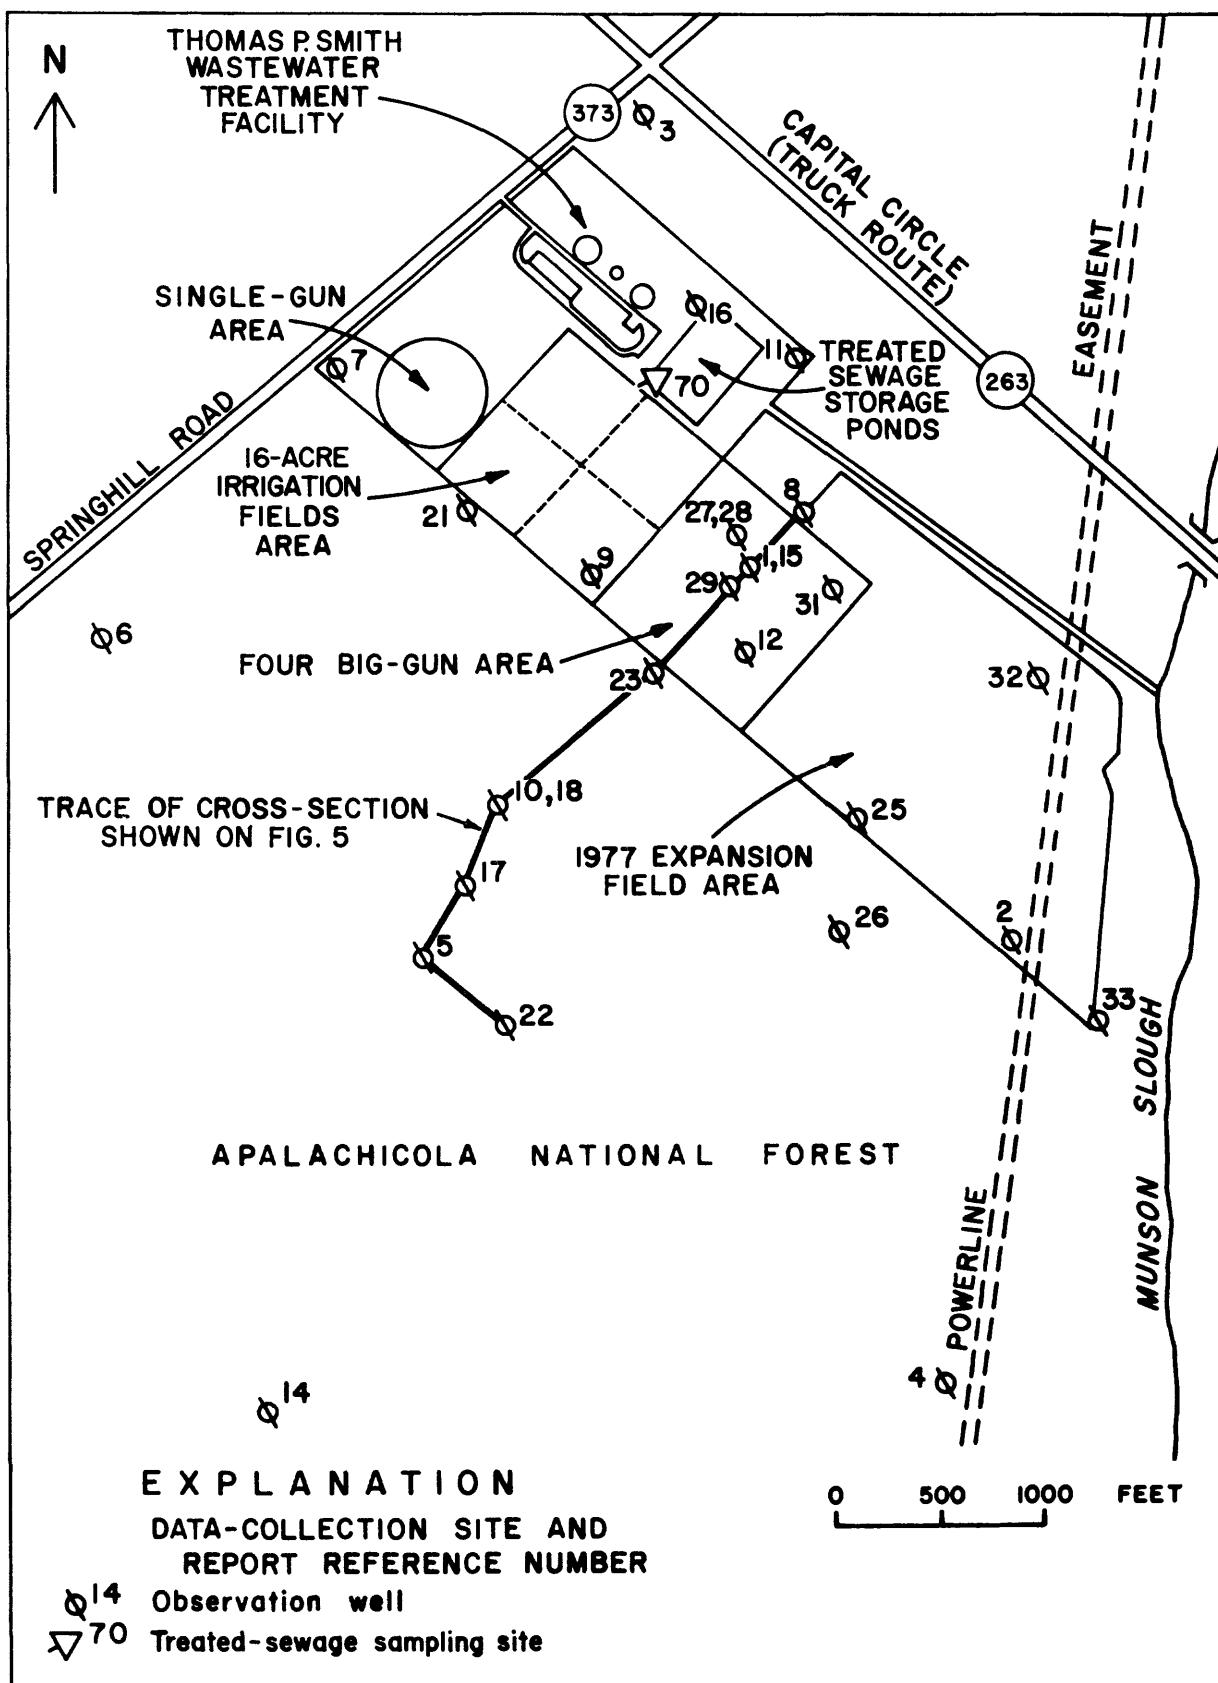 N
THOMAS P. SMITH
WASTEWATER
TREATMENT
FACILITY
373
3
CAPITAL CIRCLE
(TRUCK ROUTE)
EASEMENT
SINGLE-GUN
AREA
16
7
11
TREATED
SEWAGE
STORAGE
PONDS
70
263
SPRINGHILL ROAD
16-ACRE
IRRIGATION
FIELDS
AREA
21
8
27,28
1,15
9
29
31
6
12
FOUR BIG-GUN AREA
23
32
10,18
TRACE OF CROSS-SECTION
SHOWN ON FIG. 5
25
17
1977 EXPANSION
FIELD AREA
26
2
5
33
22
MUNSON SLOUGH
APALACHICOLA NATIONAL FOREST
POWERLINE
4
14
EXPLANATION
0 500 1000 FEET
DATA-COLLECTION SITE AND
REPORT REFERENCE NUMBER
14 Observation well
70 Treated-sewage sampling site